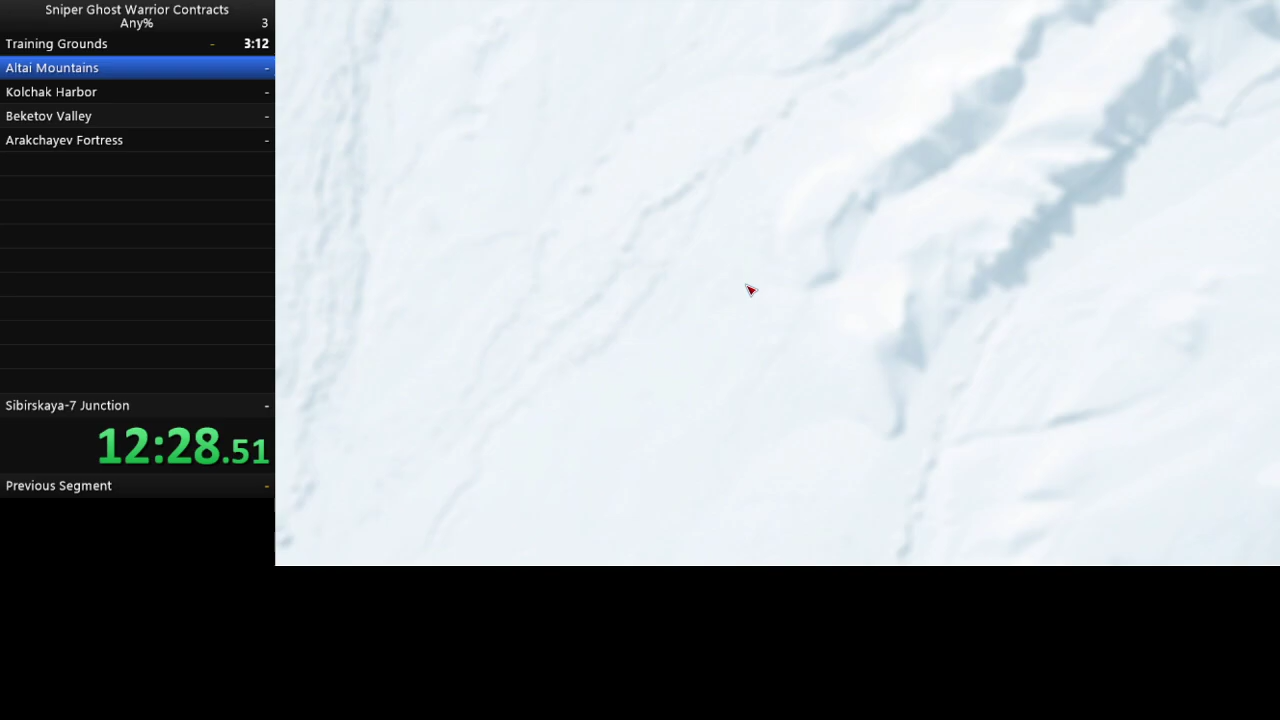 Sniper Ghost Warrior Contracts
Any% 3
Training Grounds - 3:12
Altai Mountains -
Kolchak Harbor -
Beketov Valley -
Arakchayev Fortress -
Sibirskaya-7 Junction -
12:28.51
Previous Segment -